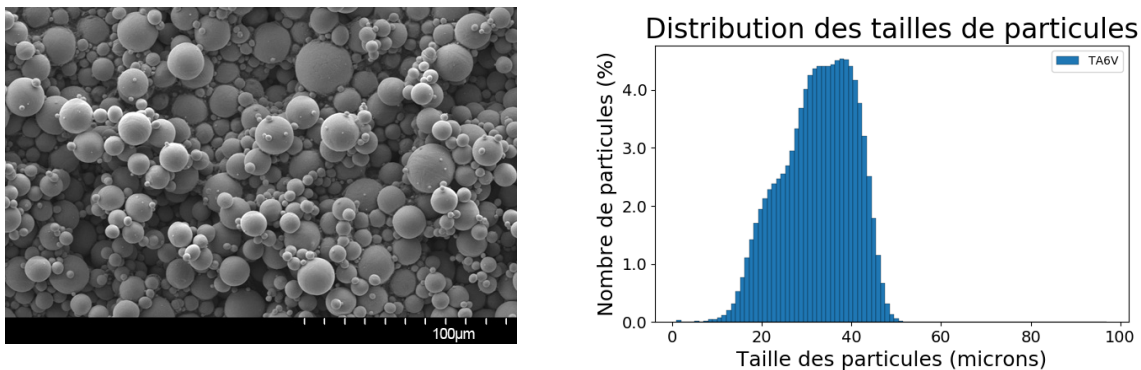 100µm
Distribution des tailles de particules
TA6V
Nombre de particules (%)
4.0
3.0
2.0
1.0
0.0
0
20
40
60
80
100
Taille des particules (microns)